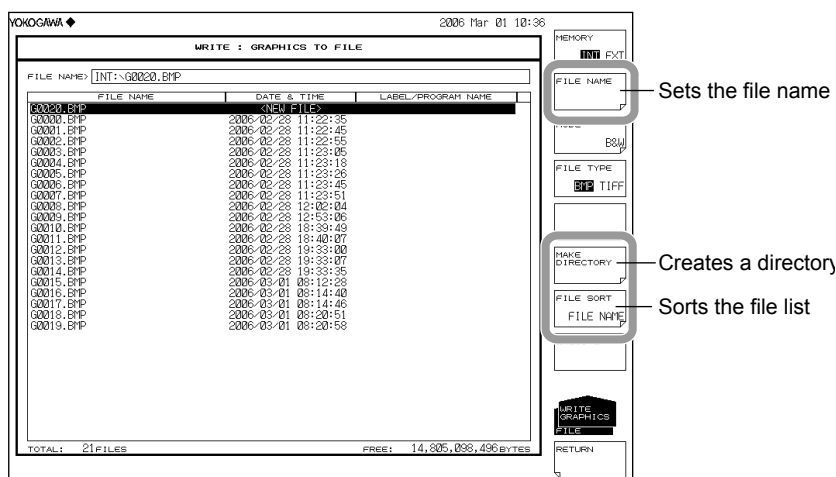 YOKOGAWA ◆ 2006 Mar 01 10:36
WRITE : GRAPHICS TO FILE
FILE NAME> INT:\G0020.BMP
FILE NAME DATE & TIME LABEL/PROGRAM NAME
G0020.BMP <NEW FILE>
G0000.BMP 2006/02/28 11:22:35
G0001.BMP 2006/02/28 11:22:45
G0002.BMP 2006/02/28 11:22:55
G0003.BMP 2006/02/28 11:23:05
G0004.BMP 2006/02/28 11:23:18
G0005.BMP 2006/02/28 11:23:26
G0006.BMP 2006/02/28 11:23:45
G0007.BMP 2006/02/28 11:23:51
G0008.BMP 2006/02/28 12:02:04
G0009.BMP 2006/02/28 12:53:06
G0010.BMP 2006/02/28 18:39:49
G0011.BMP 2006/02/28 18:40:07
G0012.BMP 2006/02/28 19:33:00
G0013.BMP 2006/02/28 19:33:07
G0014.BMP 2006/02/28 19:33:35
G0015.BMP 2006/03/01 08:12:28
G0016.BMP 2006/03/01 08:14:40
G0017.BMP 2006/03/01 08:14:46
G0018.BMP 2006/03/01 08:20:51
G0019.BMP 2006/03/01 08:20:58
TOTAL: 21FILES FREE: 14,805,098,496BYTES
MEMORY
INT EXT
FILE NAME
Sets the file name
B&W
FILE TYPE
BMP TIFF
MAKE
DIRECTORY
Creates a directory
FILE SORT
FILE NAME
Sorts the file list
WRITE
GRAPHICS
FILE
RETURN